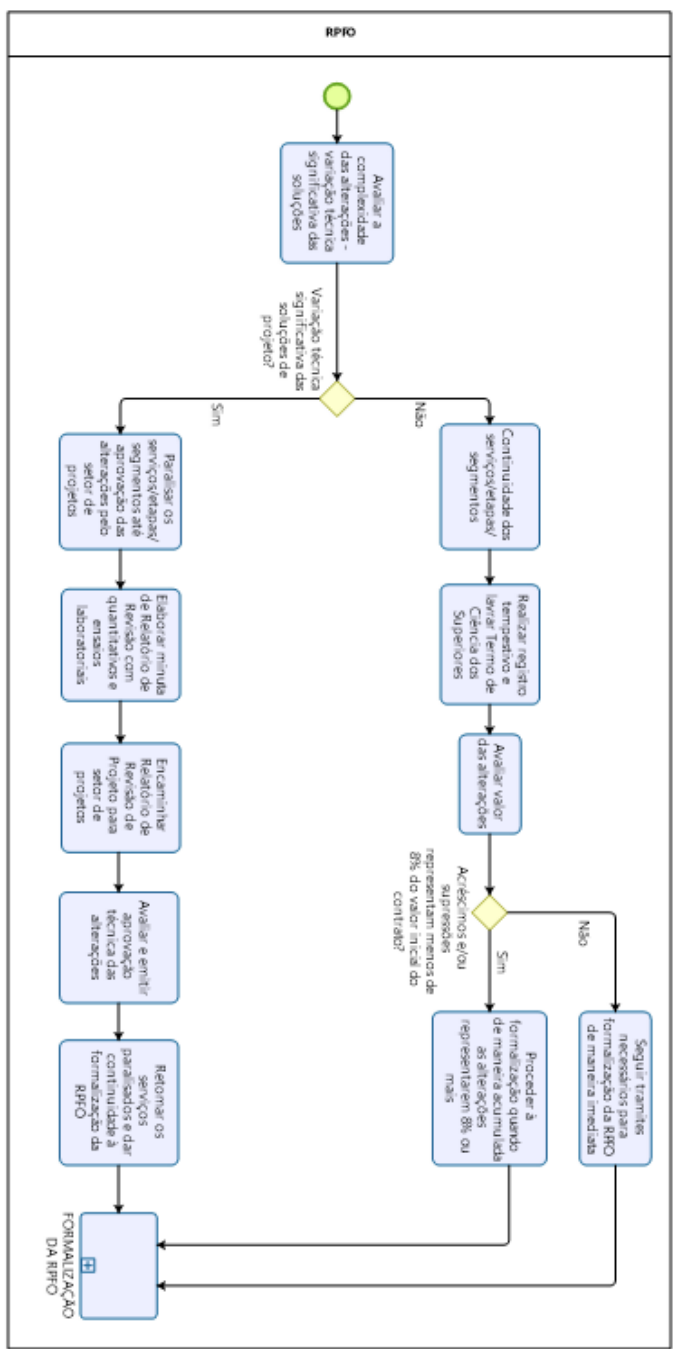 RPFO
Avaliar a
complexidade
das alterações -
variação técnica
significativa das
soluções
Variação técnica
significativa das
soluções de
projeto?
Não
Continuidade dos
serviços/etapas/
segmentos
Realizar registro
tempestivo e
lavrar Termo de
Ciência dos
Superiores
Avaliar valor
das alterações
Acréscimos e/ou
supressões
representam menos de
8% do valor inicial do
contrato?
Não
Seguir tramites
necessários para
formalização da RPFO
de maneira imediata
Sim
Proceder à
formalização quando
de maneira acumulada
as alterações
representarem 8% ou
mais
Sim
Paralisar os
serviços/etapas/
segmentos até
aprovação das
alterações pelo
setor de
projetos
Elaborar minuta
de Relatório de
Revisão com
quantitativos e
ensaios
laboratoriais
Encaminhar
Relatório de
Revisão de
Projeto para
setor de
projetos
Avaliar e emitir
aprovação
técnica das
alterações
Retomar os
serviços
paralisados e dar
continuidade à
formalização da
RPFO
FORMALIZAÇÃO
DA RPFO